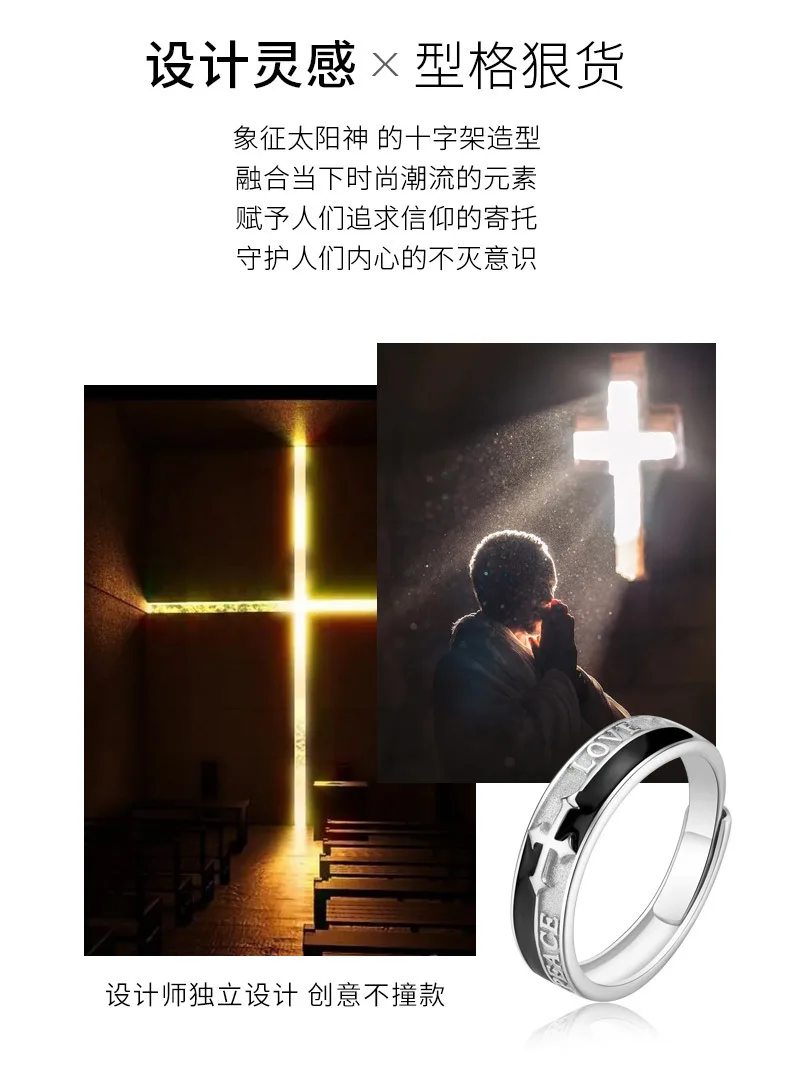 设计灵感 × 型格狠货
象征太阳神 的十字架造型
融合当下时尚潮流的元素
赋予人们追求信仰的寄托
守护人们内心的不灭意识
LOVE
PEACE
设计师独立设计 创意不撞款